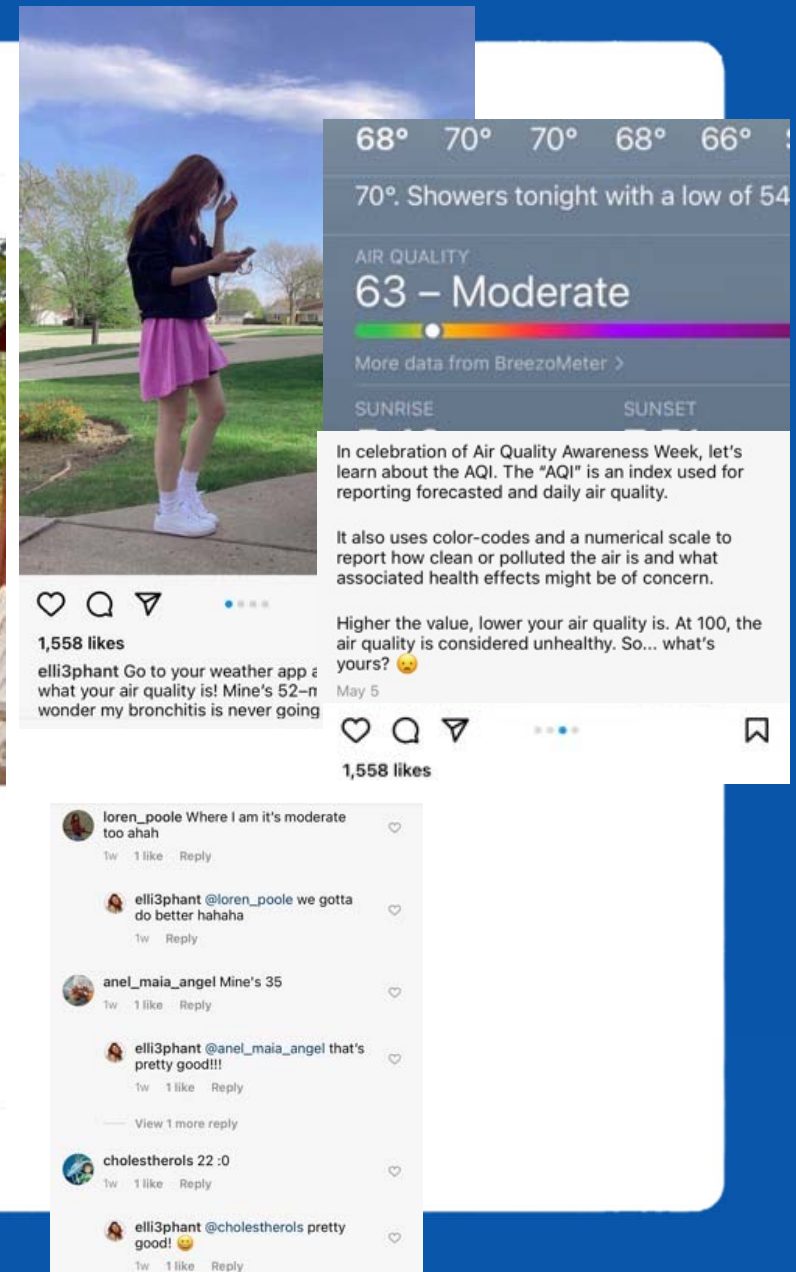 68° 70° 70° 68° 66°
70°. Showers tonight with a low of 54
AIR QUALITY
63 – Moderate
More data from BreezoMeter >
SUNRISE SUNSET
In celebration of Air Quality Awareness Week, let's
learn about the AQI. The “AQI” is an index used for
reporting forecasted and daily air quality.
It also uses color-codes and a numerical scale to
report how clean or polluted the air is and what
associated health effects might be of concern.
Higher the value, lower your air quality is. At 100, the
air quality is considered unhealthy. So... what's
yours? 😟
May 5
1,558 likes
1,558 likes
elli3phant Go to your weather app
what your air quality is! Mine's 52–
wonder my bronchitis is never going
loren_poole Where I am it's moderate
too ahah
1w 1 like Reply
elli3phant @loren_poole we gotta
do better hahaha
1w Reply
anel_maia_angel Mine's 35
1w 1 like Reply
elli3phant @anel_maia_angel that's
pretty good!!!
1w 1 like Reply
View 1 more reply
cholestherols 22 :0
1w 1 like Reply
elli3phant @cholestherols pretty
good! 😄
1w 1 like Reply